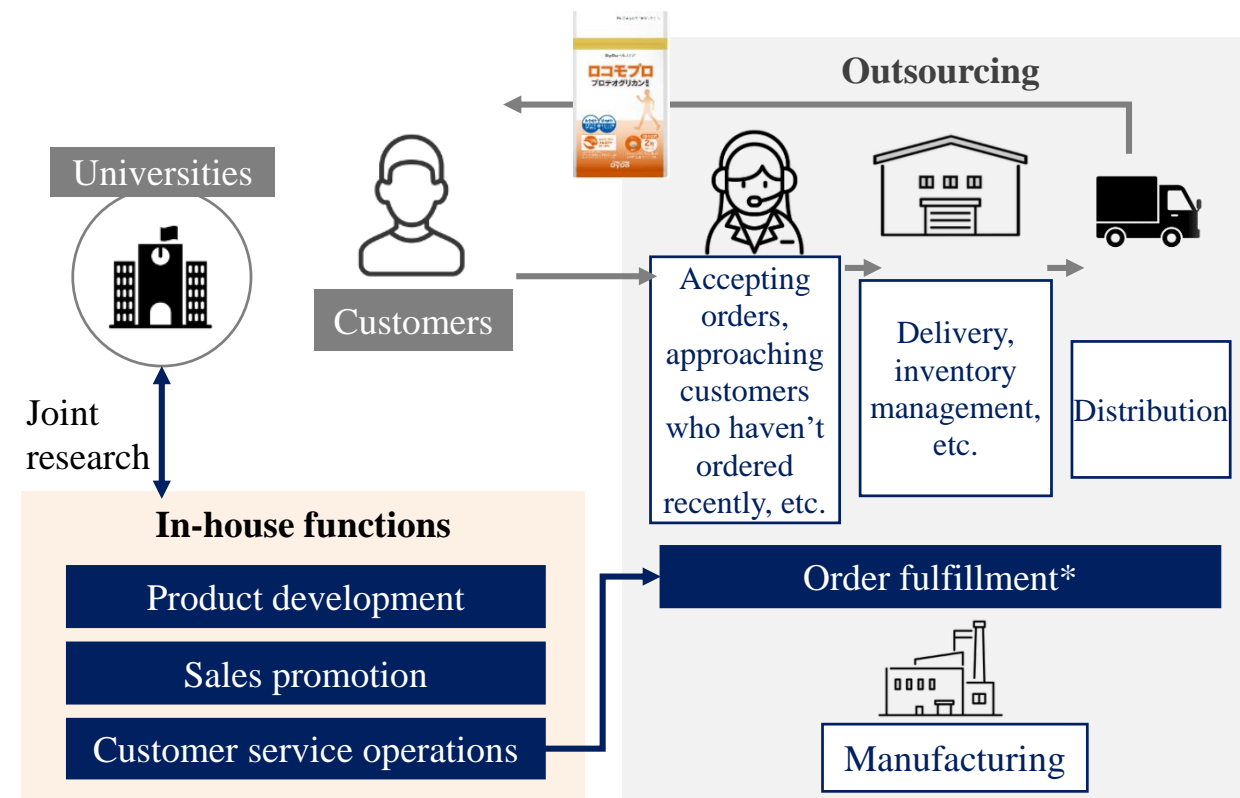 Outsourcing
ロコモプロ
プロテオグリカン
Universities
Customers
Accepting
orders,
approaching
customers
who haven't
ordered
recently, etc.
Delivery,
inventory
management,
etc.
Distribution
Joint
research
In-house functions
Product development
Sales promotion
Customer service operations
Order fulfillment*
Manufacturing